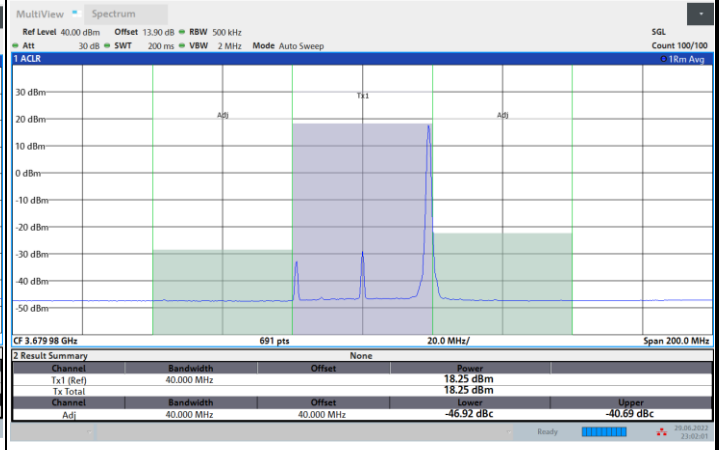 MultiView Spectrum
Ref Level 40.00 dBm Offset 13.90 dB RBW 500 kHz SGL
Att 30 dB SWT 200 ms VBW 2 MHz Mode Auto Sweep Count 100/100
1 ACLR 1Rm Avg
30 dBm
Tx1
20 dBm
Adj Adj
10 dBm
0 dBm
-10 dBm
-20 dBm
-30 dBm
-40 dBm
-50 dBm
CF 3.679 98 GHz 691 pts 20.0 MHz/ Span 200.0 MHz
2 Result Summary None
Channel Bandwidth Offset Power
Tx1 (Ref) 40.000 MHz 18.25 dBm
Tx Total 18.25 dBm
Channel Bandwidth Offset Lower Upper
Adj 40.000 MHz 40.000 MHz -46.92 dBc -40.69 dBc
Ready 20.06.2022
23:02:01